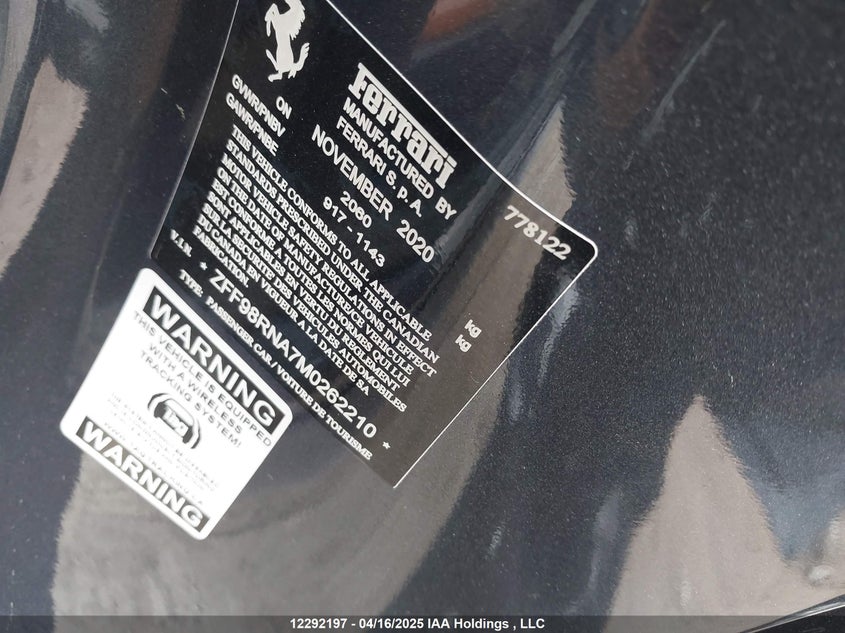 Ferrari
MANUFACTURED BY
FERRARI S. p. A.
778122
ON NOVEMBER 2020
GVWR/PNBV 2060 kg
GAWR/PNBE 917 - 1143 kg
THIS VEHICLE CONFORMS TO ALL APPLICABLE
STANDARDS PRESCRIBED UNDER THE CANADIAN
MOTOR VEHICLE SAFETY REGULATIONS IN EFFECT
ON THE DATE OF MANUFACTURE/CE VEHICULE
EST CONFORME A TOUTES LES NORMES QUI LUI
SONT APPLICABLES EN VERTU DU REGLEMENT
SUR LA SECURITE DES VEHICULES AUTOMOBILES
DU CANADA EN VIGUEUR A LA DATE DE SA
FABRICATION.
V.I.N. * ZFF98RNA7M0262210 *
TYPE: PASSENGER CAR / VOITURE DE TOURISME
WARNING
THIS VEHICLE IS EQUIPPED
WITH A WIRELESS
TRACKING SYSTEM!
WARNING
12292197 - 04/16/2025 IAA Holdings , LLC